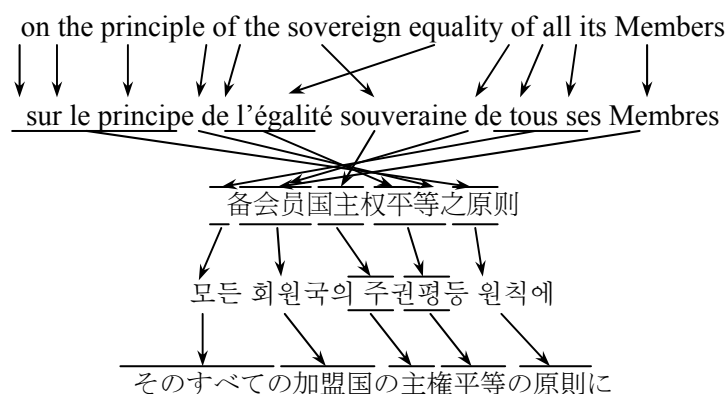 on the principle of the sovereign equality of all its Members
sur le principe de l'égalité souveraine de tous ses Membres
备会员国主权平等之原则
모든 회원국의 주권평등 원칙에
そのすべての加盟国の主権平等の原則に